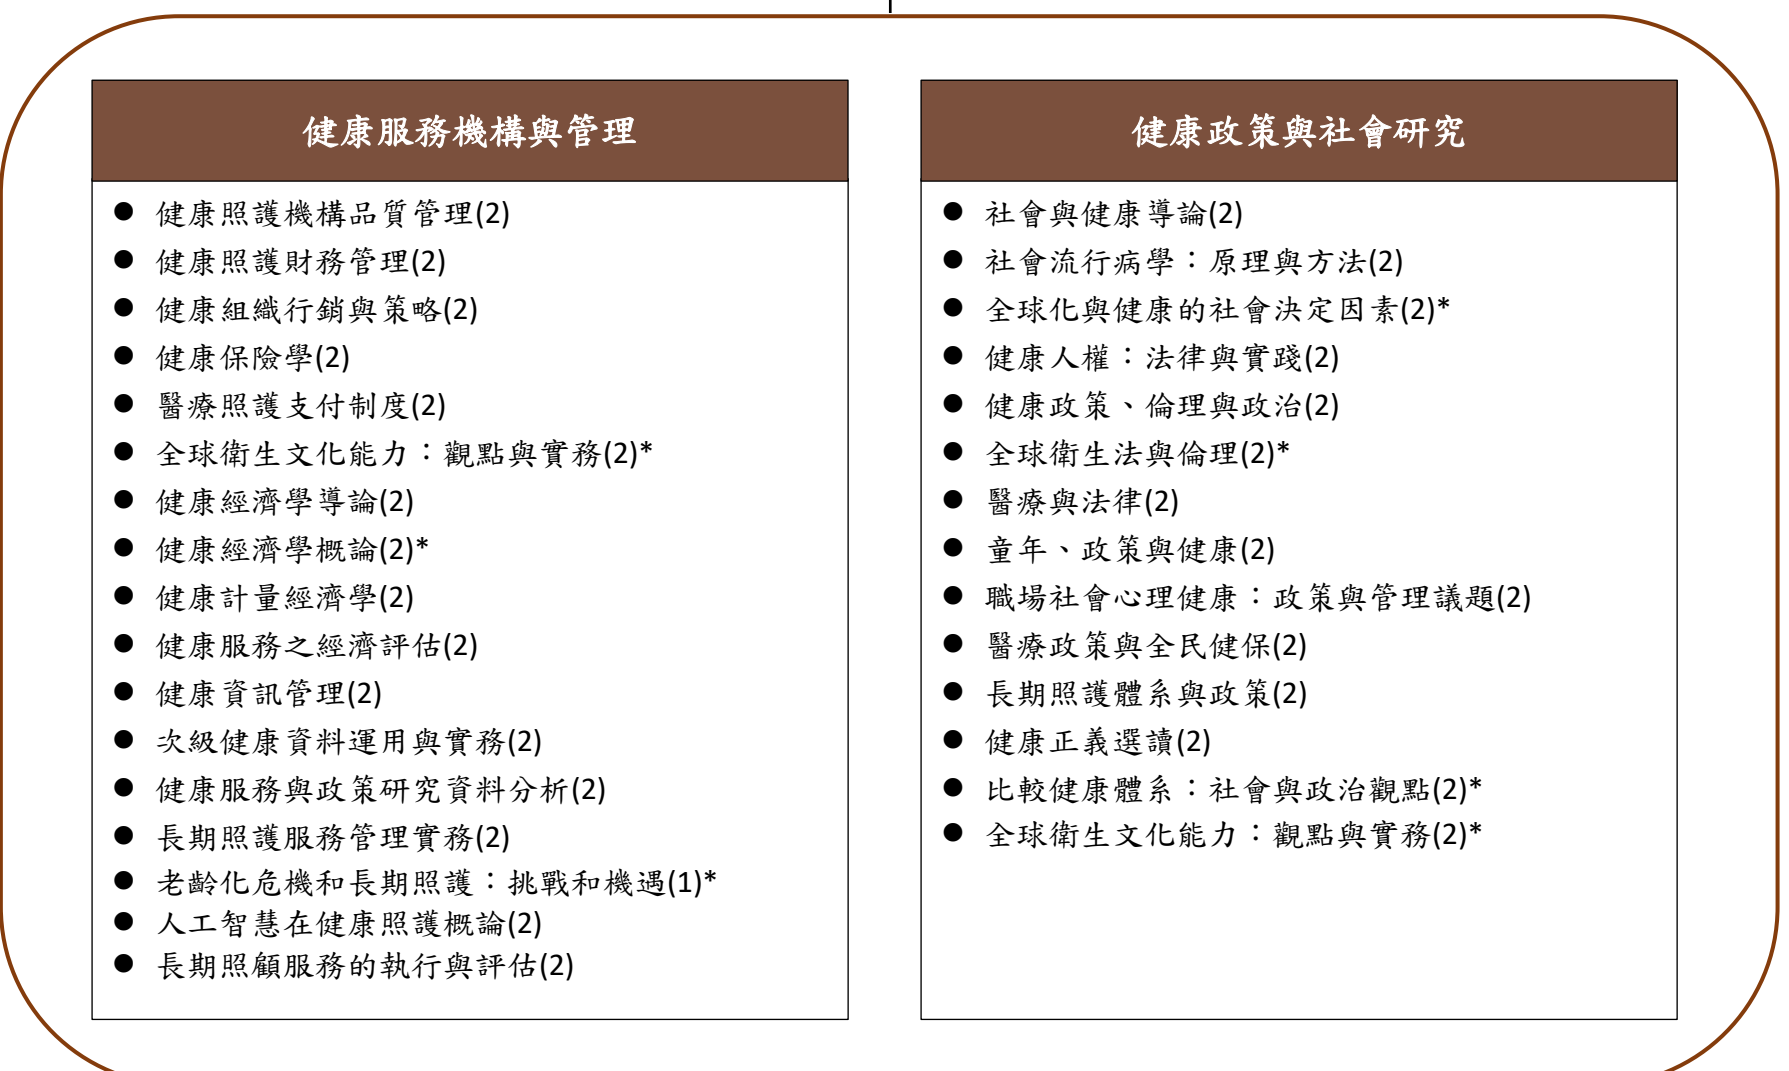 健康服務機構與管理
● 健康照護機構品質管理(2)
● 健康照護財務管理(2)
● 健康組織行銷與策略(2)
● 健康保險學(2)
● 醫療照護支付制度(2)
● 全球衛生文化能力：觀點與實務(2)*
● 健康經濟學導論(2)
● 健康經濟學概論(2)*
● 健康計量經濟學(2)
● 健康服務之經濟評估(2)
● 健康資訊管理(2)
● 次級健康資料運用與實務(2)
● 健康服務與政策研究資料分析(2)
● 長期照護服務管理實務(2)
● 老齡化危機和長期照護：挑戰和機遇(1)*
● 人工智慧在健康照護概論(2)
● 長期照顧服務的執行與評估(2)
健康政策與社會研究
● 社會與健康導論(2)
● 社會流行病學：原理與方法(2)
● 全球化與健康的社會決定因素(2)*
● 健康人權：法律與實踐(2)
● 健康政策、倫理與政治(2)
● 全球衛生法與倫理(2)*
● 醫療與法律(2)
● 童年、政策與健康(2)
● 職場社會心理健康：政策與管理議題(2)
● 醫療政策與全民健保(2)
● 長期照護體系與政策(2)
● 健康正義選讀(2)
● 比較健康體系：社會與政治觀點(2)*
● 全球衛生文化能力：觀點與實務(2)*